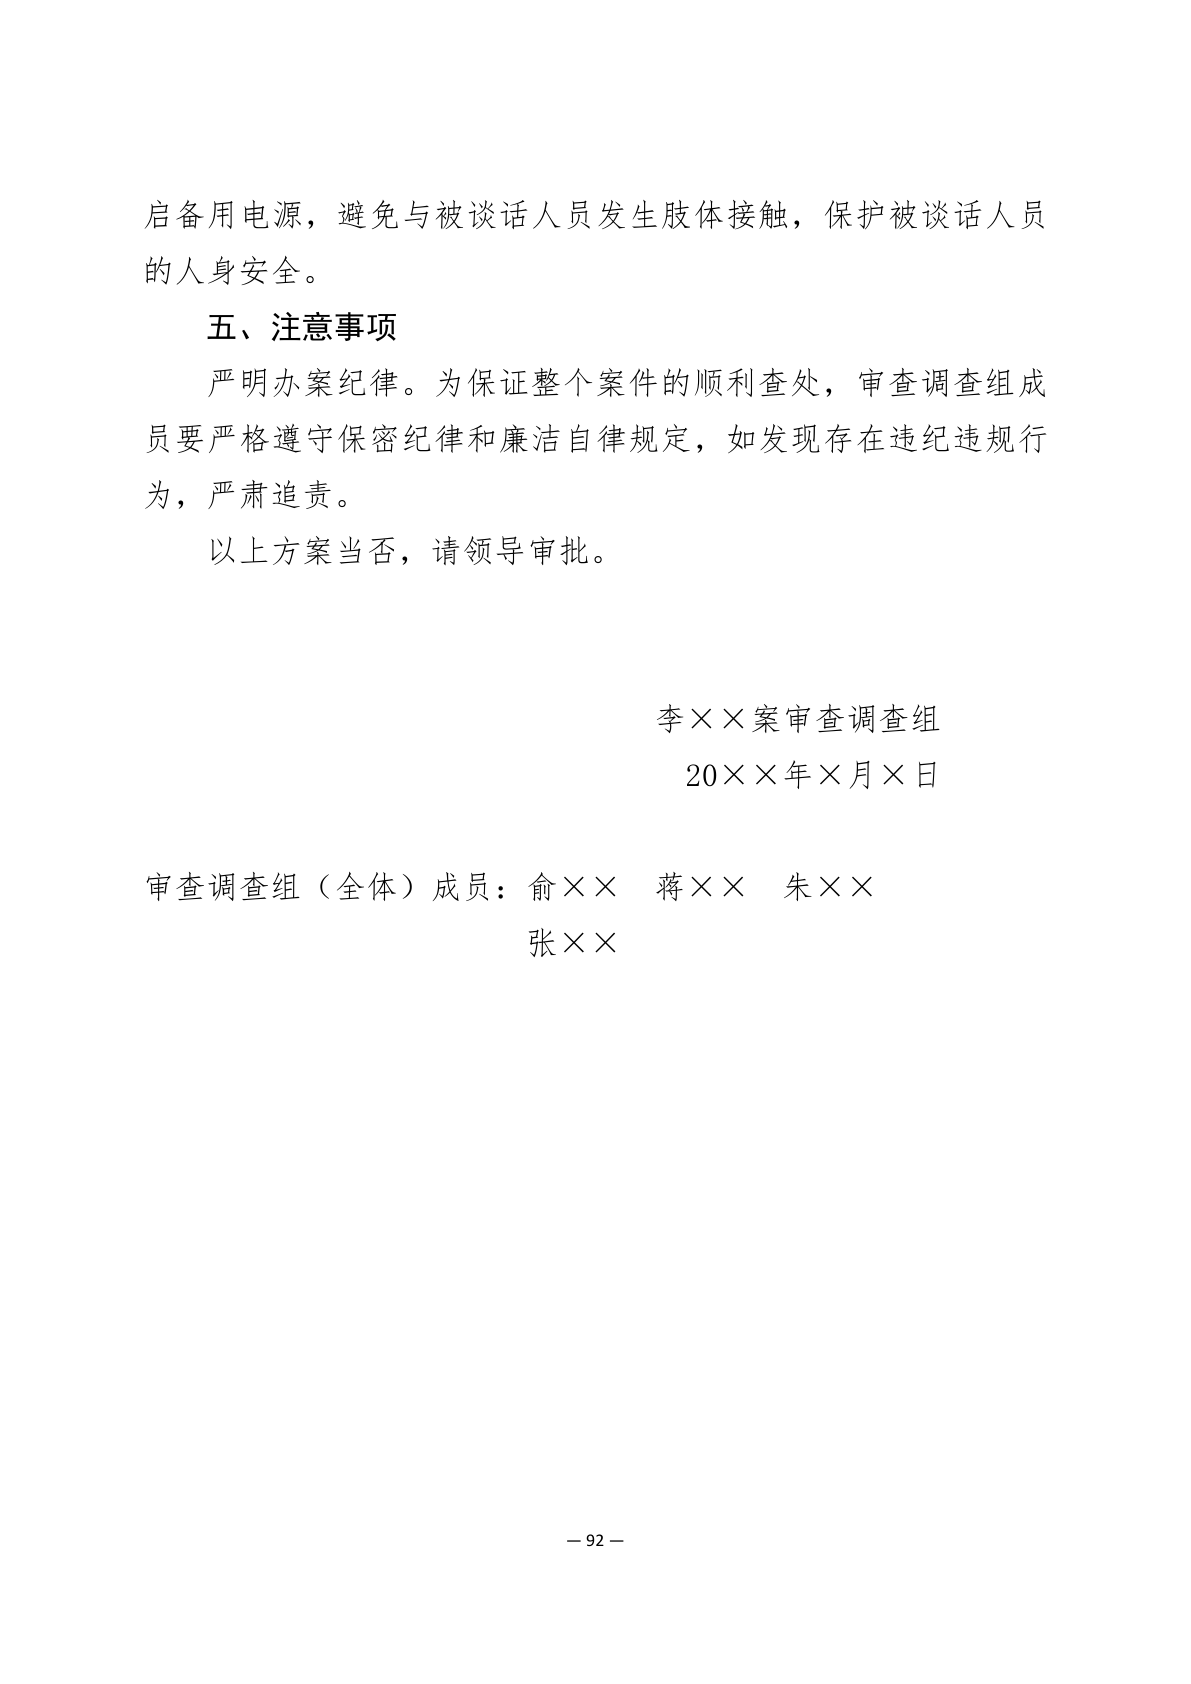 启备用电源，避免与被谈话人员发生肢体接触，保护被谈话人员
的人身安全。
五、注意事项
严明办案纪律。为保证整个案件的顺利查处，审查调查组成
员要严格遵守保密纪律和廉洁自律规定，如发现存在违纪违规行
为，严肃追责。
以上方案当否，请领导审批。
李××案审查调查组
20××年×月×日
审查调查组（全体）成员：俞××　蒋××　朱××
张××
— 92 —